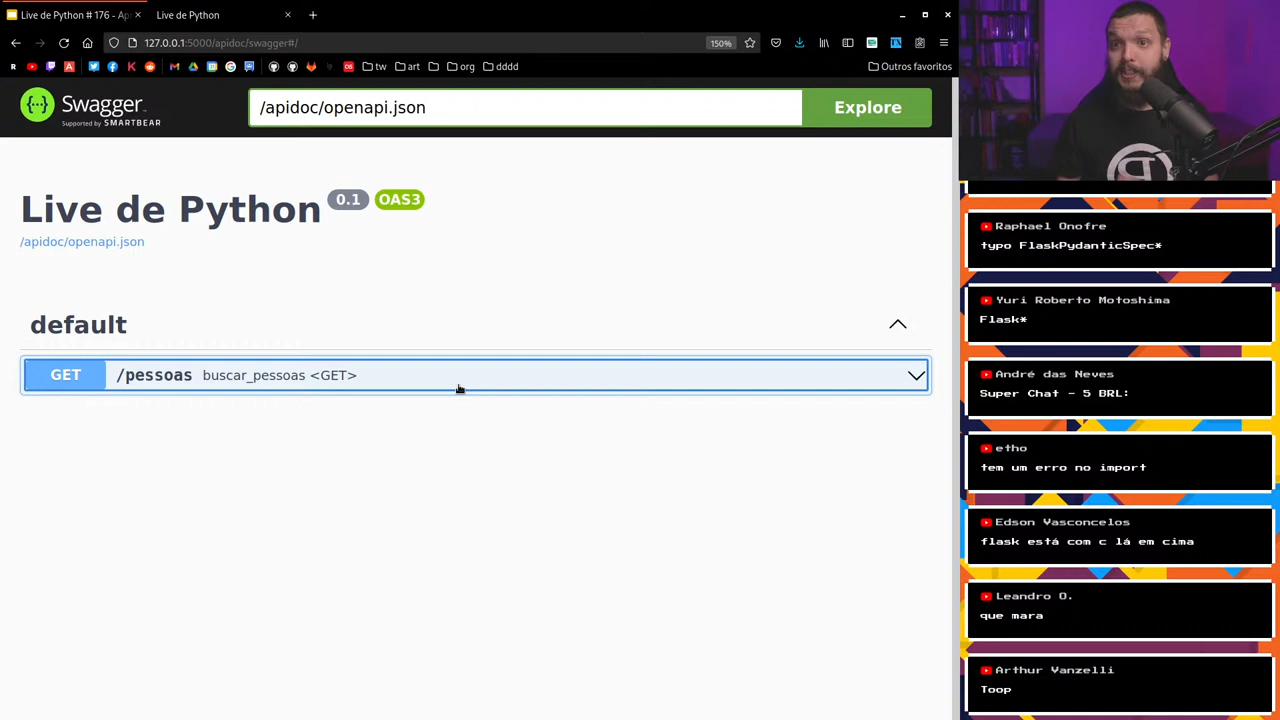 Live de Python # 176 - Ap
Live de Python
127.0.0.1:5000/apidoc/swagger#/
150%
tw
art
org
dddd
Outros favoritos
Swagger
Supported by SMARTBEAR
/apidoc/openapi.json
Explore
Live de Python 0.1 OAS3
/apidoc/openapi.json
default
GET /pessoas buscar_pessoas <GET>
Raphael Onofre
typo FlaskPydanticSpec*
Yuri Roberto Motoshima
Flask*
André das Neves
Super Chat - 5 BRL:
etho
tem um erro no import
Edson Vasconcelos
flask está com c lá em cima
Leandro O.
que mara
Arthur Vanzelli
Toop